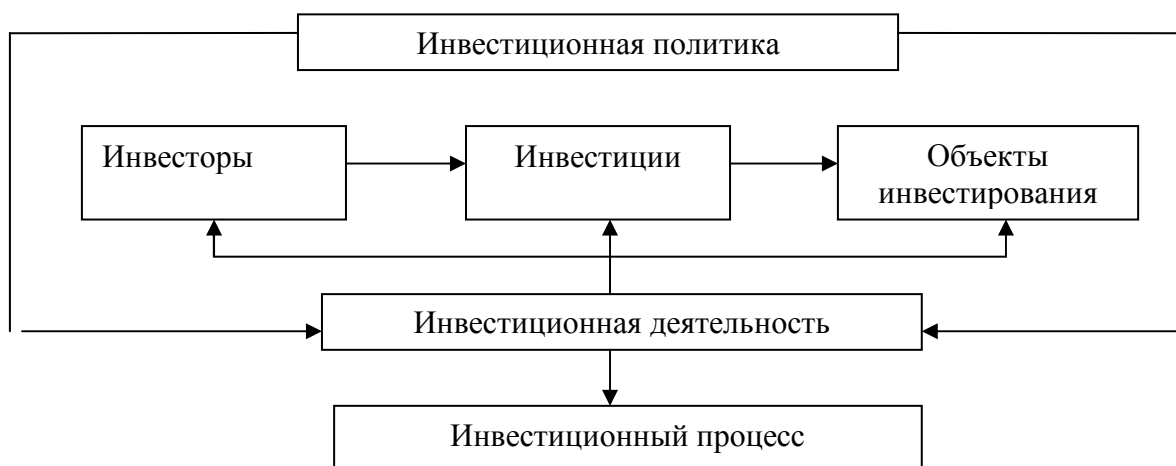 Инвестиционная политика
Инвесторы
Инвестиции
Объекты
инвестирования
Инвестиционная деятельность
Инвестиционный процесс